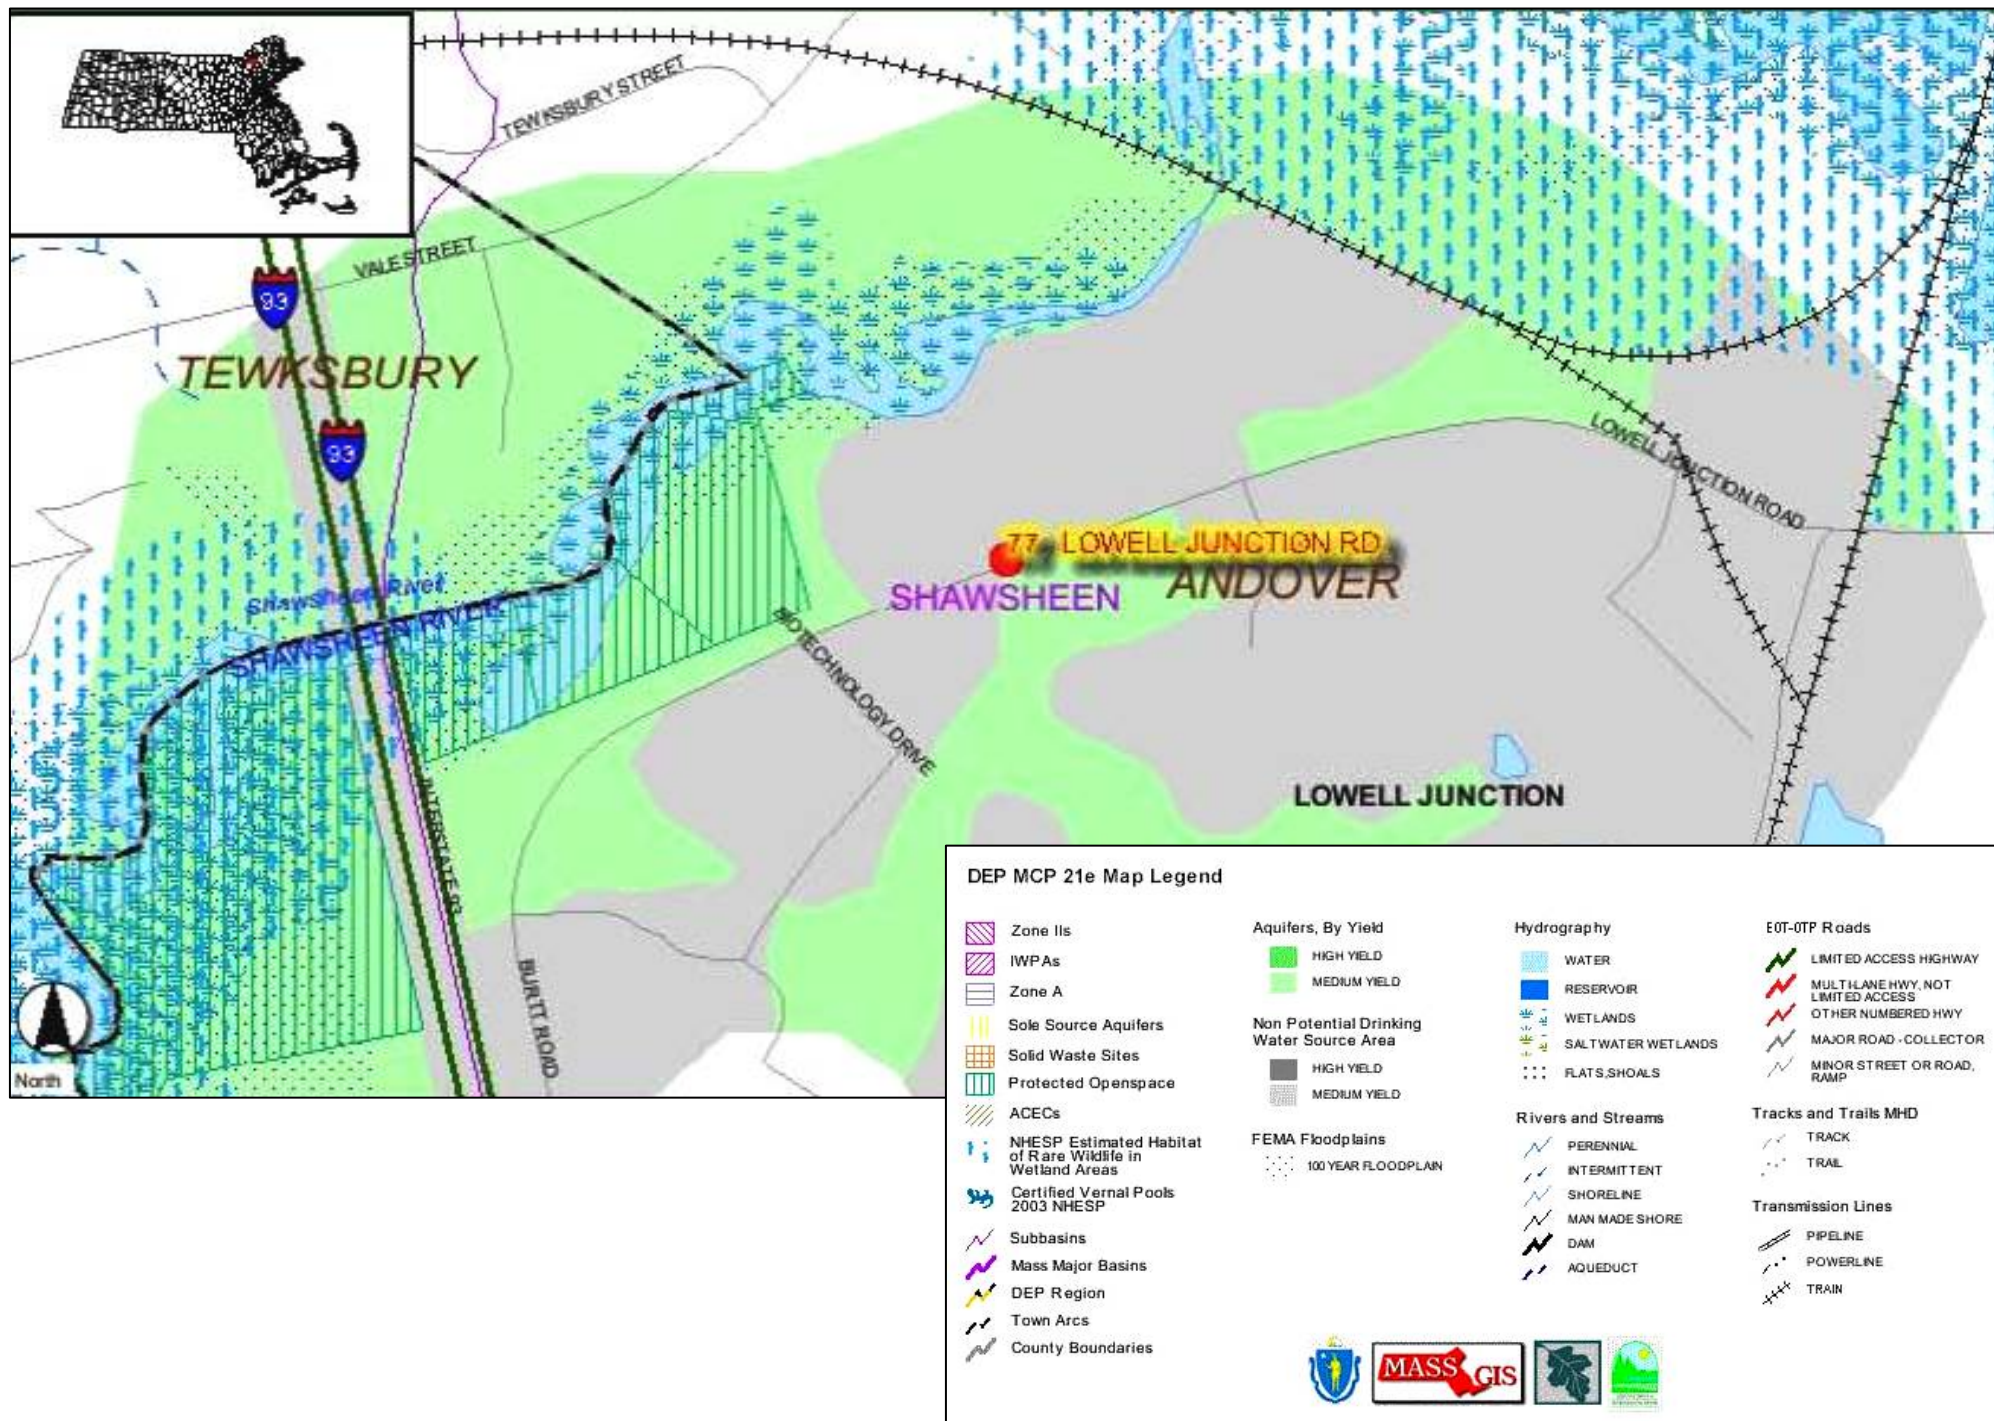 TEWKSBURY STREET
VALE STREET
93
TEWKSBURY
93
LOWELL JUNCTION ROAD
77 LOWELL JUNCTION RD
SHAWSHEEN
ANDOVER
Shawsheen River
SHAWSHEEN RIVER
BIOTECHNOLOGY DRIVE
INTERSTATE 93
LOWELL JUNCTION
BURTT ROAD
North
DEP MCP 21e Map Legend
Zone IIs
IWPAs
Zone A
Sole Source Aquifers
Solid Waste Sites
Protected Openspace
ACECs
NHESP Estimated Habitat
of Rare Wildlife in
Wetland Areas
Certified Vernal Pools
2003 NHESP
Subbasins
Mass Major Basins
DEP Region
Town Arcs
County Boundaries
Aquifers, By Yield
HIGH YIELD
MEDIUM YIELD
Non Potential Drinking
Water Source Area
HIGH YIELD
MEDIUM YIELD
FEMA Floodplains
100 YEAR FLOODPLAIN
Hydrography
WATER
RESERVOIR
WETLANDS
SALTWATER WETLANDS
FLATS,SHOALS
Rivers and Streams
PERENNIAL
INTERMITTENT
SHORELINE
MAN MADE SHORE
DAM
AQUEDUCT
EOT-OTP Roads
LIMITED ACCESS HIGHWAY
MULTI-LANE HWY, NOT
LIMITED ACCESS
OTHER NUMBERED HWY
MAJOR ROAD - COLLECTOR
MINOR STREET OR ROAD,
RAMP
Tracks and Trails MHD
TRACK
TRAIL
Transmission Lines
PIPELINE
POWERLINE
TRAIN
MASS GIS